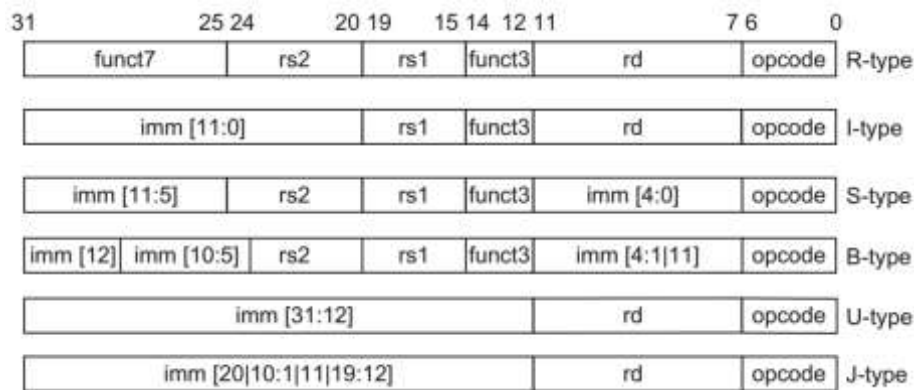 31 25 24 20 19 15 14 12 11 7 6 0
funct7 rs2 rs1 funct3 rd opcode R-type
imm [11:0] rs1 funct3 rd opcode I-type
imm [11:5] rs2 rs1 funct3 imm [4:0] opcode S-type
imm [12] imm [10:5] rs2 rs1 funct3 imm [4:1|11] opcode B-type
imm [31:12] rd opcode U-type
imm [20|10:1|11|19:12] rd opcode J-type